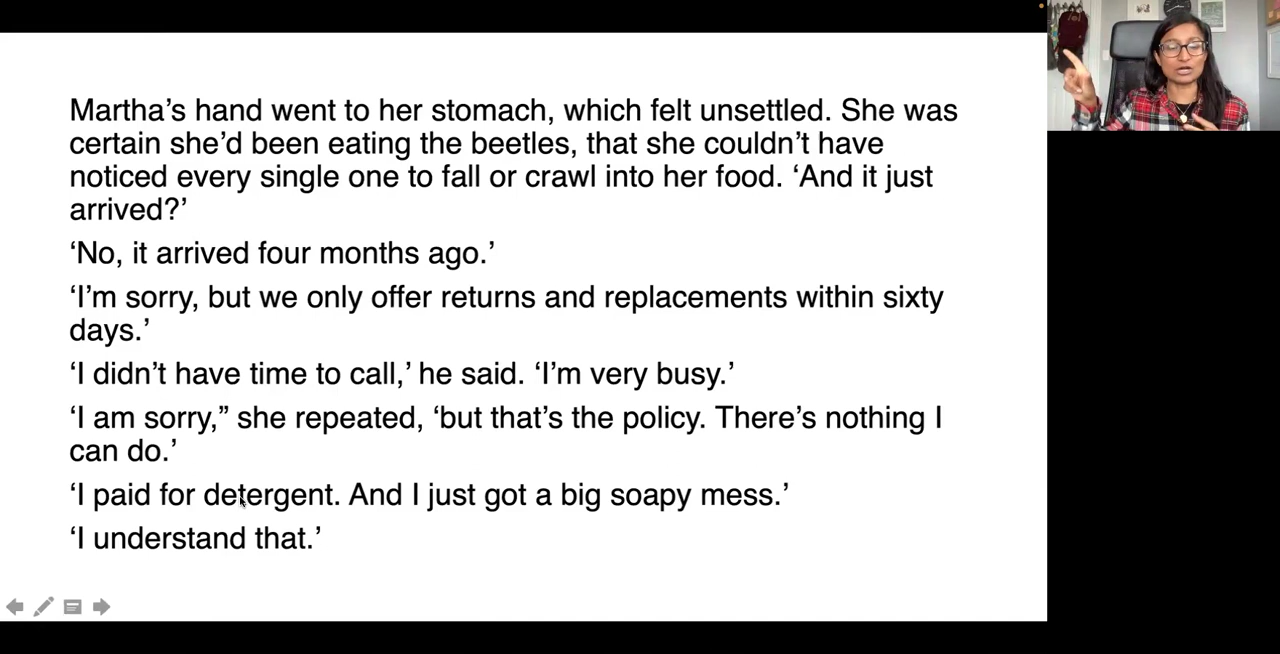 Martha’s hand went to her stomach, which felt unsettled. She was
certain she’d been eating the beetles, that she couldn’t have
noticed every single one to fall or crawl into her food. ‘And it just
arrived?’
‘No, it arrived four months ago.’
‘I’m sorry, but we only offer returns and replacements within sixty
days.’
‘I didn’t have time to call,’ he said. ‘I’m very busy.’
‘I am sorry,” she repeated, ‘but that’s the policy. There’s nothing I
can do.’
‘I paid for detergent. And I just got a big soapy mess.’
‘I understand that.’